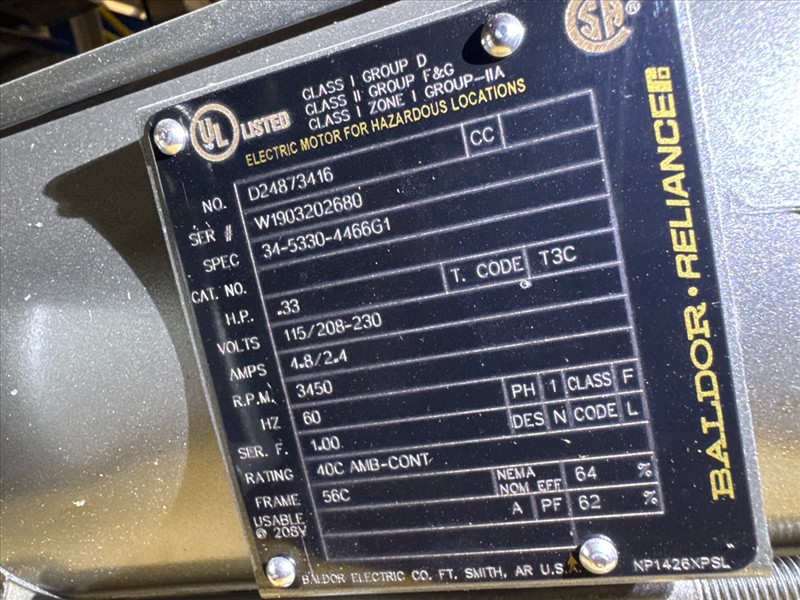 UL LISTED
CLASS I GROUP D
CLASS II GROUP F&G
CLASS I ZONE I GROUP-IIA
ELECTRIC MOTOR FOR HAZARDOUS LOCATIONS
SA ®
NO. D24873416 CC
SER # W1903202680
SPEC 34-5330-4466G1
CAT. NO.
H.P. .33 T. CODE T3C
VOLTS 115/208-230
AMPS 4.8/2.4
R.P.M. 3450
HZ 60 PH 1 CLASS F
SER. F. 1.00 DES N CODE L
RATING 40C AMB-CONT
FRAME 56C NEMA NOM EFF 64 %
USABLE @ 208V A PF 62 %
BALDOR ELECTRIC CO. FT. SMITH, AR U.S.A. NP1426XPSL
BALDOR · RELIANCE